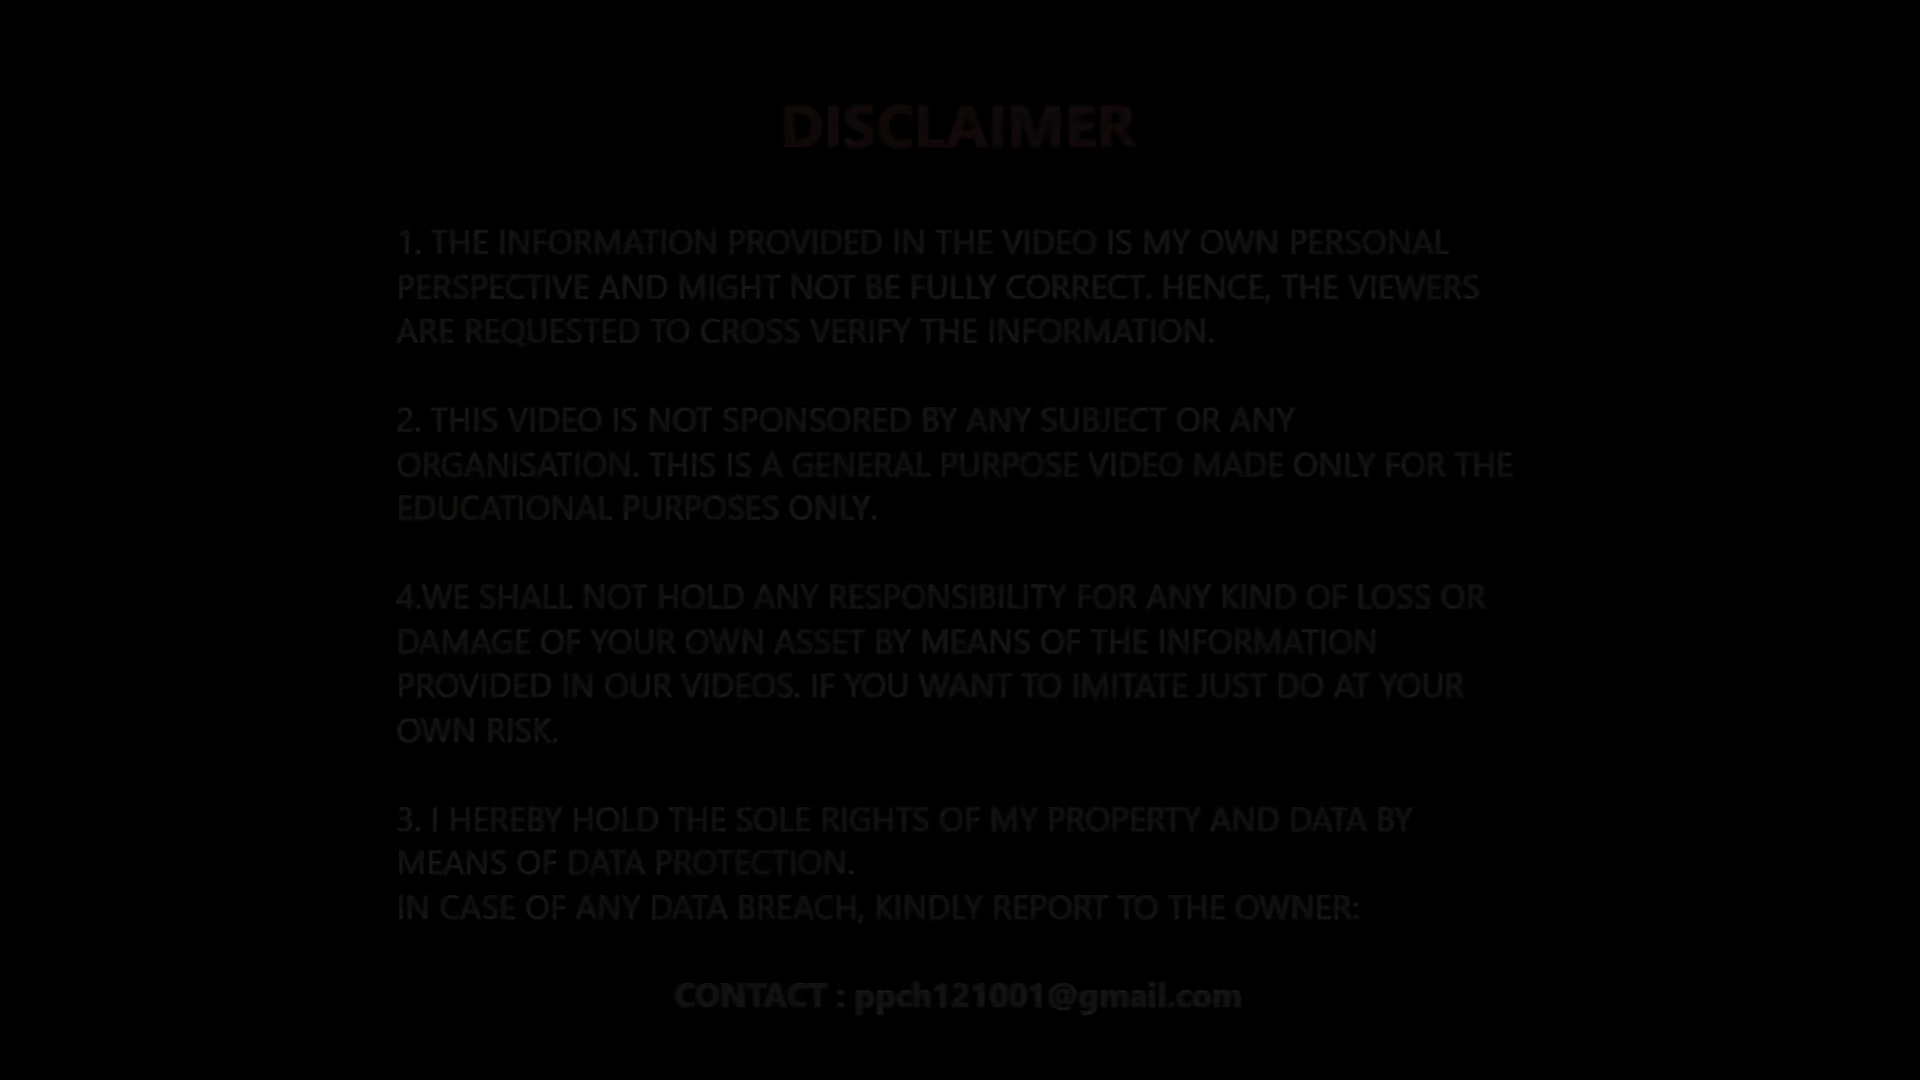 DISCLAIMER
1. THE INFORMATION PROVIDED IN THE VIDEO IS MY OWN PERSONAL
PERSPECTIVE AND MIGHT NOT BE FULLY CORRECT. HENCE, THE VIEWERS
ARE REQUESTED TO CROSS VERIFY THE INFORMATION.
2. THIS VIDEO IS NOT SPONSORED BY ANY SUBJECT OR ANY
ORGANISATION. THIS IS A GENERAL PURPOSE VIDEO MADE ONLY FOR THE
EDUCATIONAL PURPOSES ONLY.
4.WE SHALL NOT HOLD ANY RESPONSIBILITY FOR ANY KIND OF LOSS OR
DAMAGE OF YOUR OWN ASSET BY MEANS OF THE INFORMATION
PROVIDED IN OUR VIDEOS. IF YOU WANT TO IMITATE JUST DO AT YOUR
OWN RISK.
3. I HEREBY HOLD THE SOLE RIGHTS OF MY PROPERTY AND DATA BY
MEANS OF DATA PROTECTION.
IN CASE OF ANY DATA BREACH, KINDLY REPORT TO THE OWNER:
CONTACT : ppch121001@gmail.com